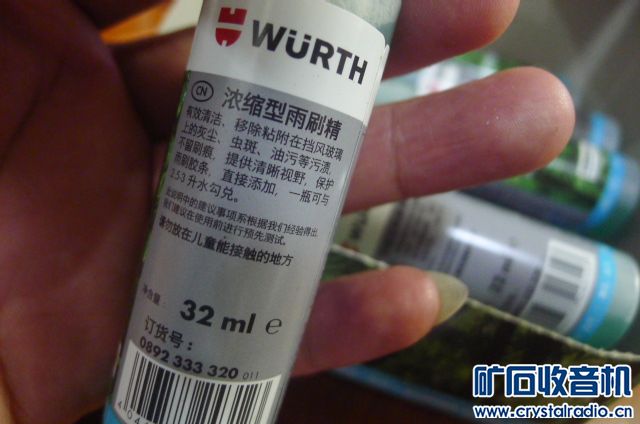 WÜRTH
CN
浓缩型雨刷精
有效清洁、移除粘附在挡风玻璃
上的灰尘、虫斑、油污等污渍,
不留刷痕,提供清晰视野,保护
雨刷胶条,直接添加,一瓶可与
2.5-3 升水勾兑。
此说明中的建议事项系根据我们经验得出,
我们建议在使用前进行预先测试。
请勿放在儿童能接触的地方
净含量:
32 ml e
订货号:
0892 333 320 011
矿石收音机
www.crystalradio.cn